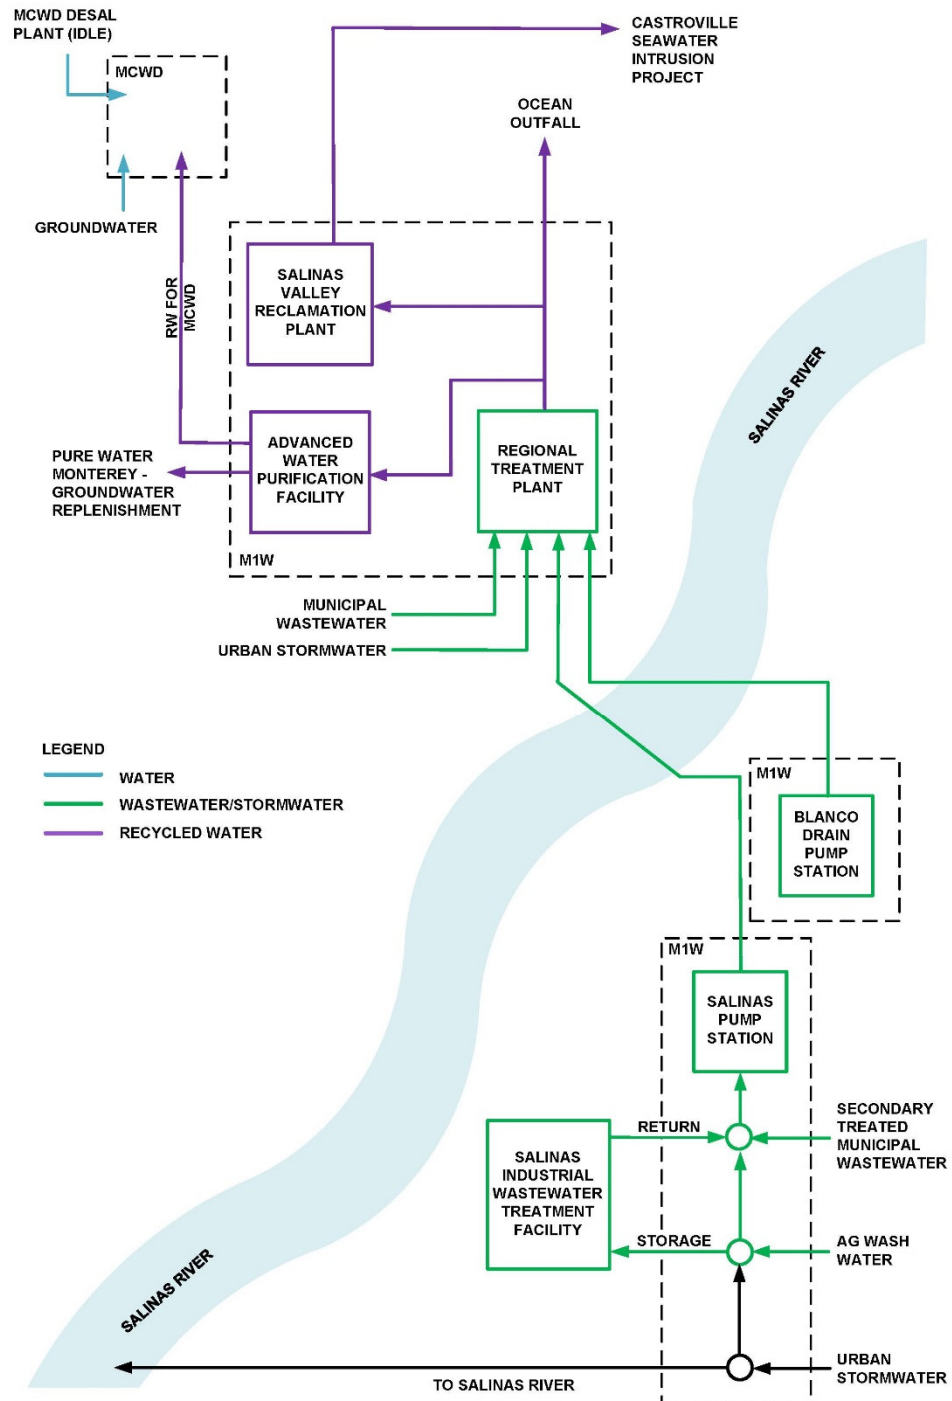 MCWD DESAL
PLANT (IDLE)
MCWD
GROUNDWATER
CASTROVILLE
SEAWATER
INTRUSION
PROJECT
OCEAN
OUTFALL
SALINAS
VALLEY
RECLAMATION
PLANT
RW FOR
MCWD
ADVANCED
WATER
PURIFICATION
FACILITY
REGIONAL
TREATMENT
PLANT
PURE WATER
MONTEREY -
GROUNDWATER
REPLENISHMENT
M1W
MUNICIPAL
WASTEWATER
URBAN STORMWATER
SALINAS RIVER
LEGEND
WATER
WASTEWATER/STORMWATER
RECYCLED WATER
M1W
BLANCO
DRAIN
PUMP
STATION
M1W
SALINAS
PUMP
STATION
RETURN
SECONDARY
TREATED
MUNICIPAL
WASTEWATER
SALINAS
INDUSTRIAL
WASTEWATER
TREATMENT
FACILITY
STORAGE
AG WASH
WATER
SALINAS RIVER
TO SALINAS RIVER
URBAN
STORMWATER